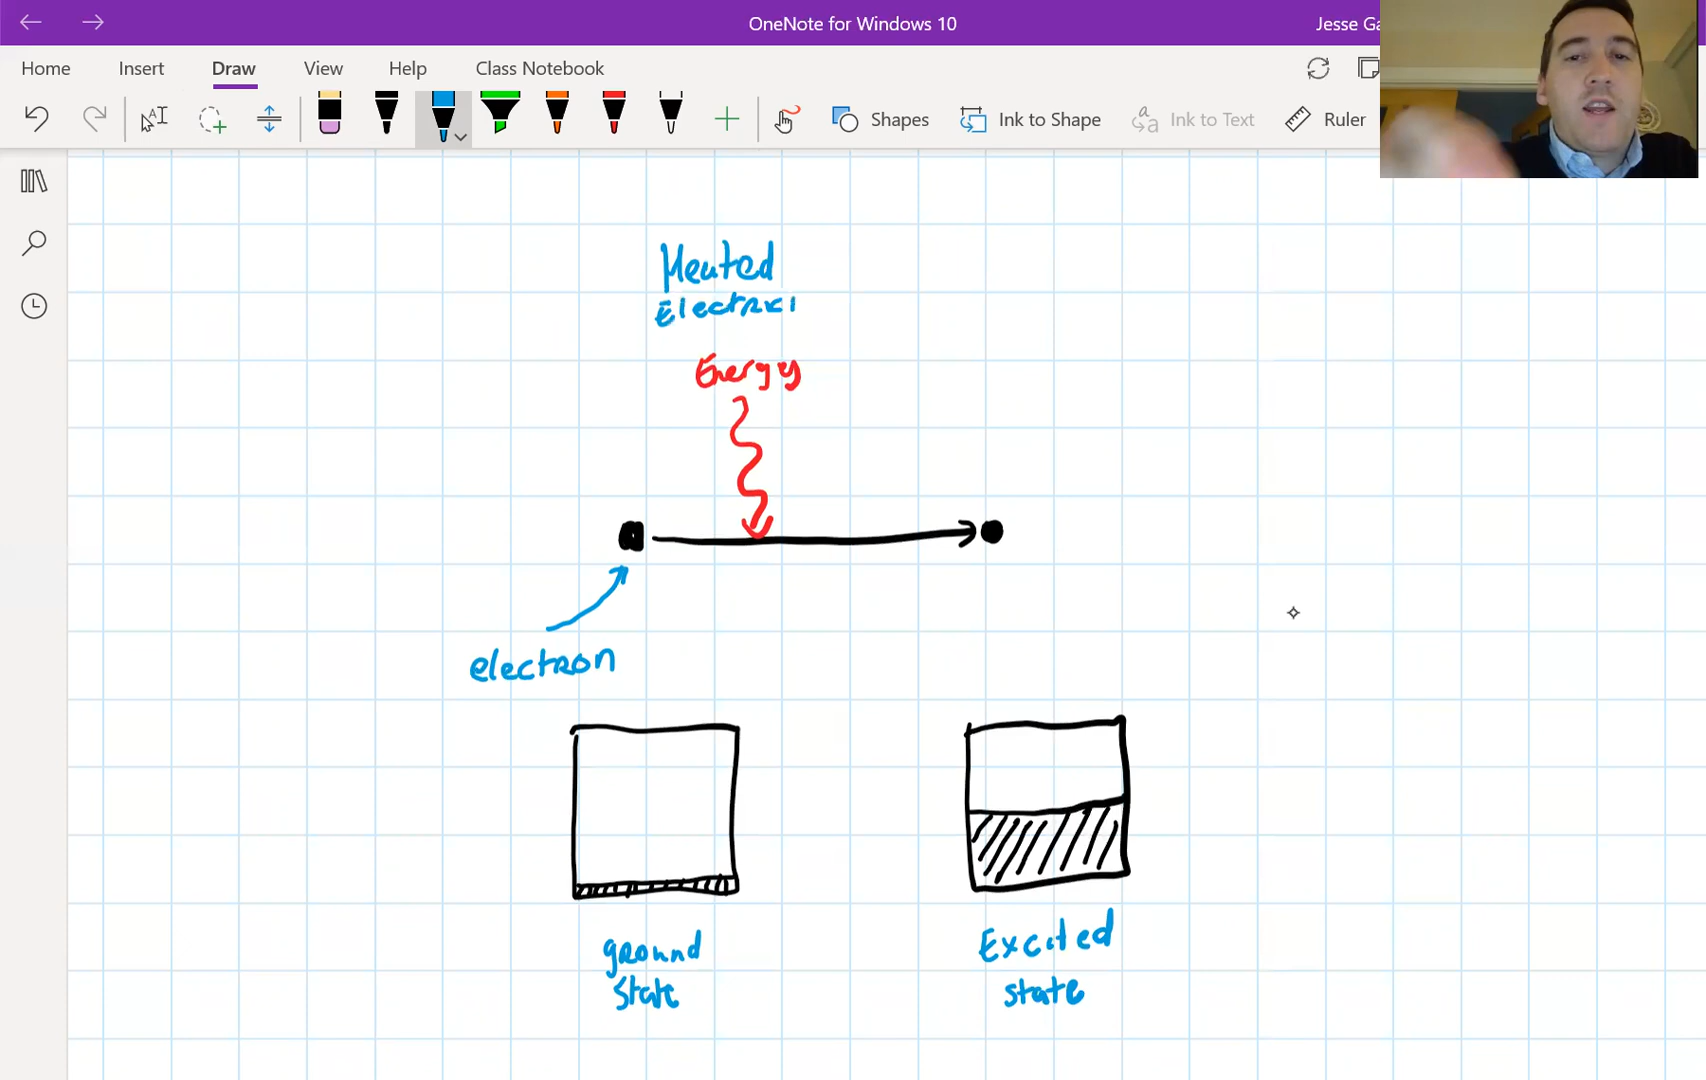 OneNote for Windows 10
Jesse Ga
Home Insert Draw View Help Class Notebook
Shapes Ink to Shape Ink to Text Ruler
Heated
Electrici
Energy
electron
ground
state
Excited
state